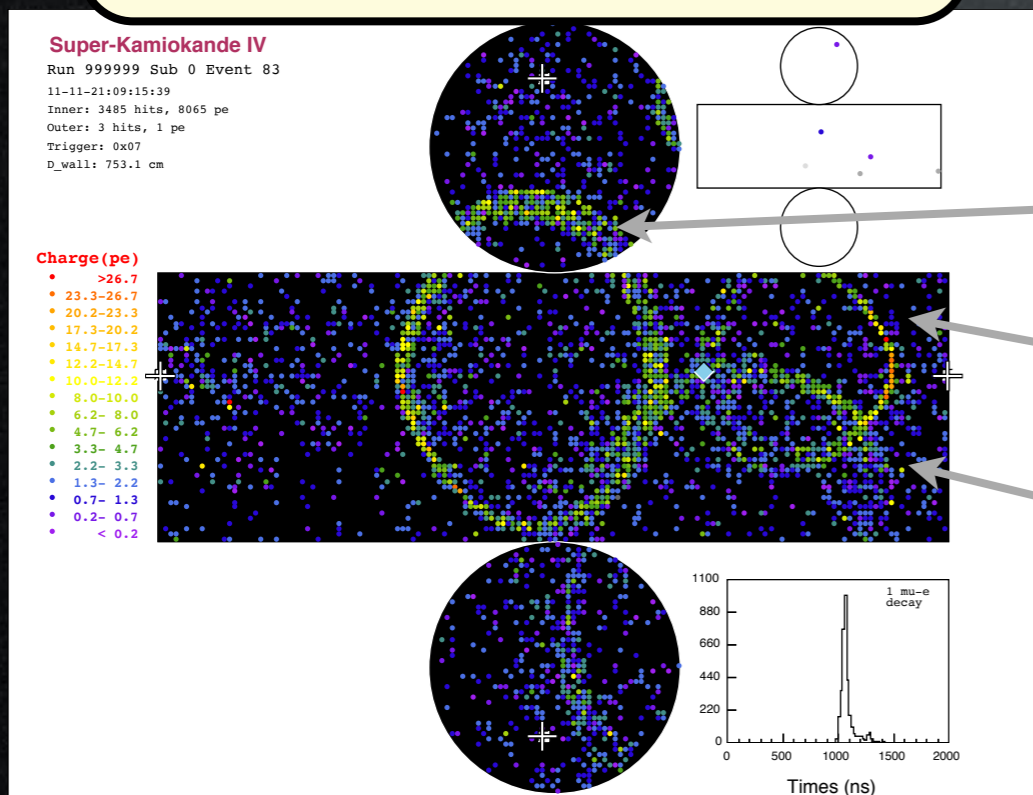 Super-Kamiokande IV
Run 999999 Sub 0 Event 83
11-11-21:09:15:39
Inner: 3485 hits, 8065 pe
Outer: 3 hits, 1 pe
Trigger: 0x07
D_wall: 753.1 cm
Charge(pe)
>26.7
23.3-26.7
20.2-23.3
17.3-20.2
14.7-17.3
12.2-14.7
10.0-12.2
8.0-10.0
6.2- 8.0
4.7- 6.2
3.3- 4.7
2.2- 3.3
1.3- 2.2
0.7- 1.3
0.2- 0.7
< 0.2
1 mu-e
decay
1100
880
660
440
220
0
0 500 1000 1500 2000
Times (ns)